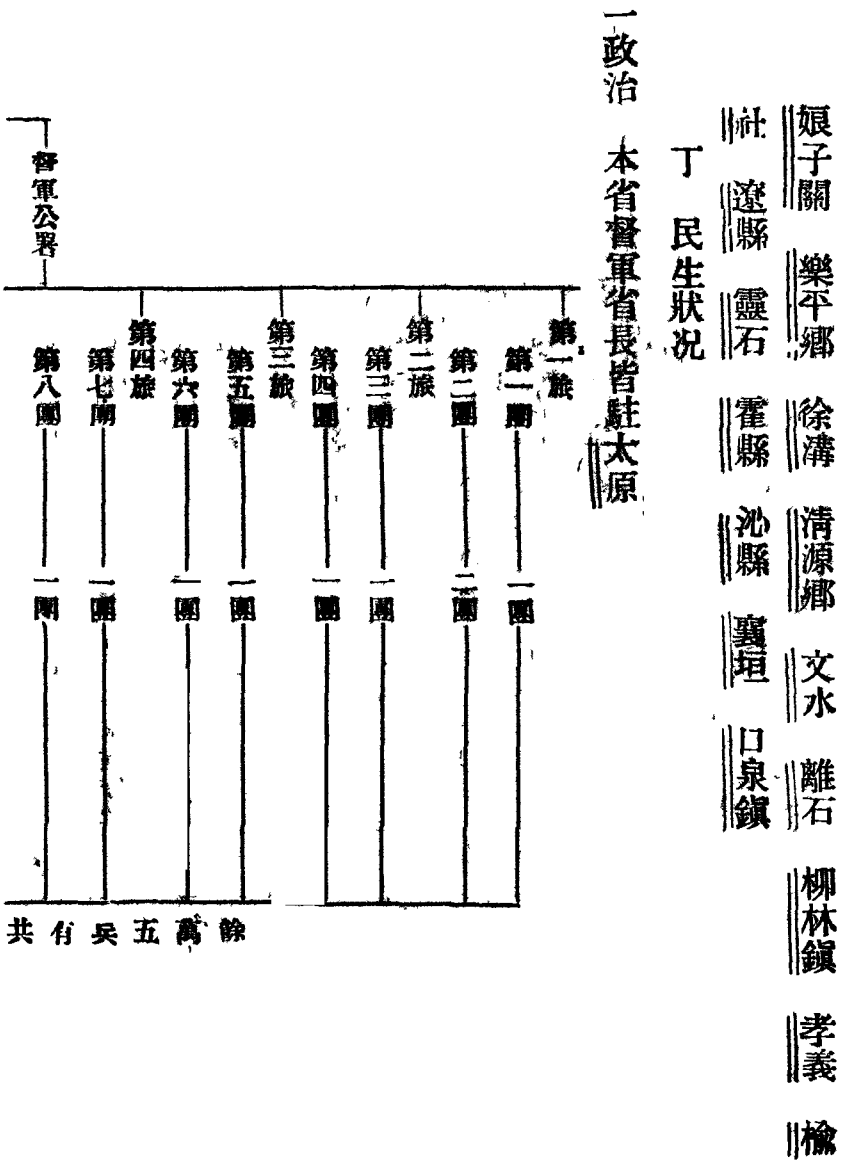 娘子關 樂平鄉 徐溝 淸源鄉 文水 離石 柳林鎭 孝義 楡
社 遼縣 靈石 霍縣 沁縣 襄垣 口泉鎭
丁 民生狀况
一政治 本省督軍省長皆駐太原
督軍公署
第一旅
第一團 一團
第二團 二團
第二旅
第三團 一團
第四團 一團
第三旅
第五團 一團
第六團 一團
第四旅
第七團 一團
第八團 一團
共有兵五萬餘